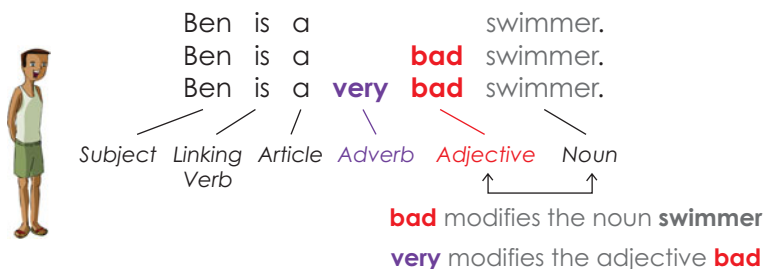 Ben is a swimmer.
Ben is a bad swimmer.
Ben is a very bad swimmer.
Subject Linking Verb Article Adverb Adjective Noun
bad modifies the noun swimmer
very modifies the adjective bad